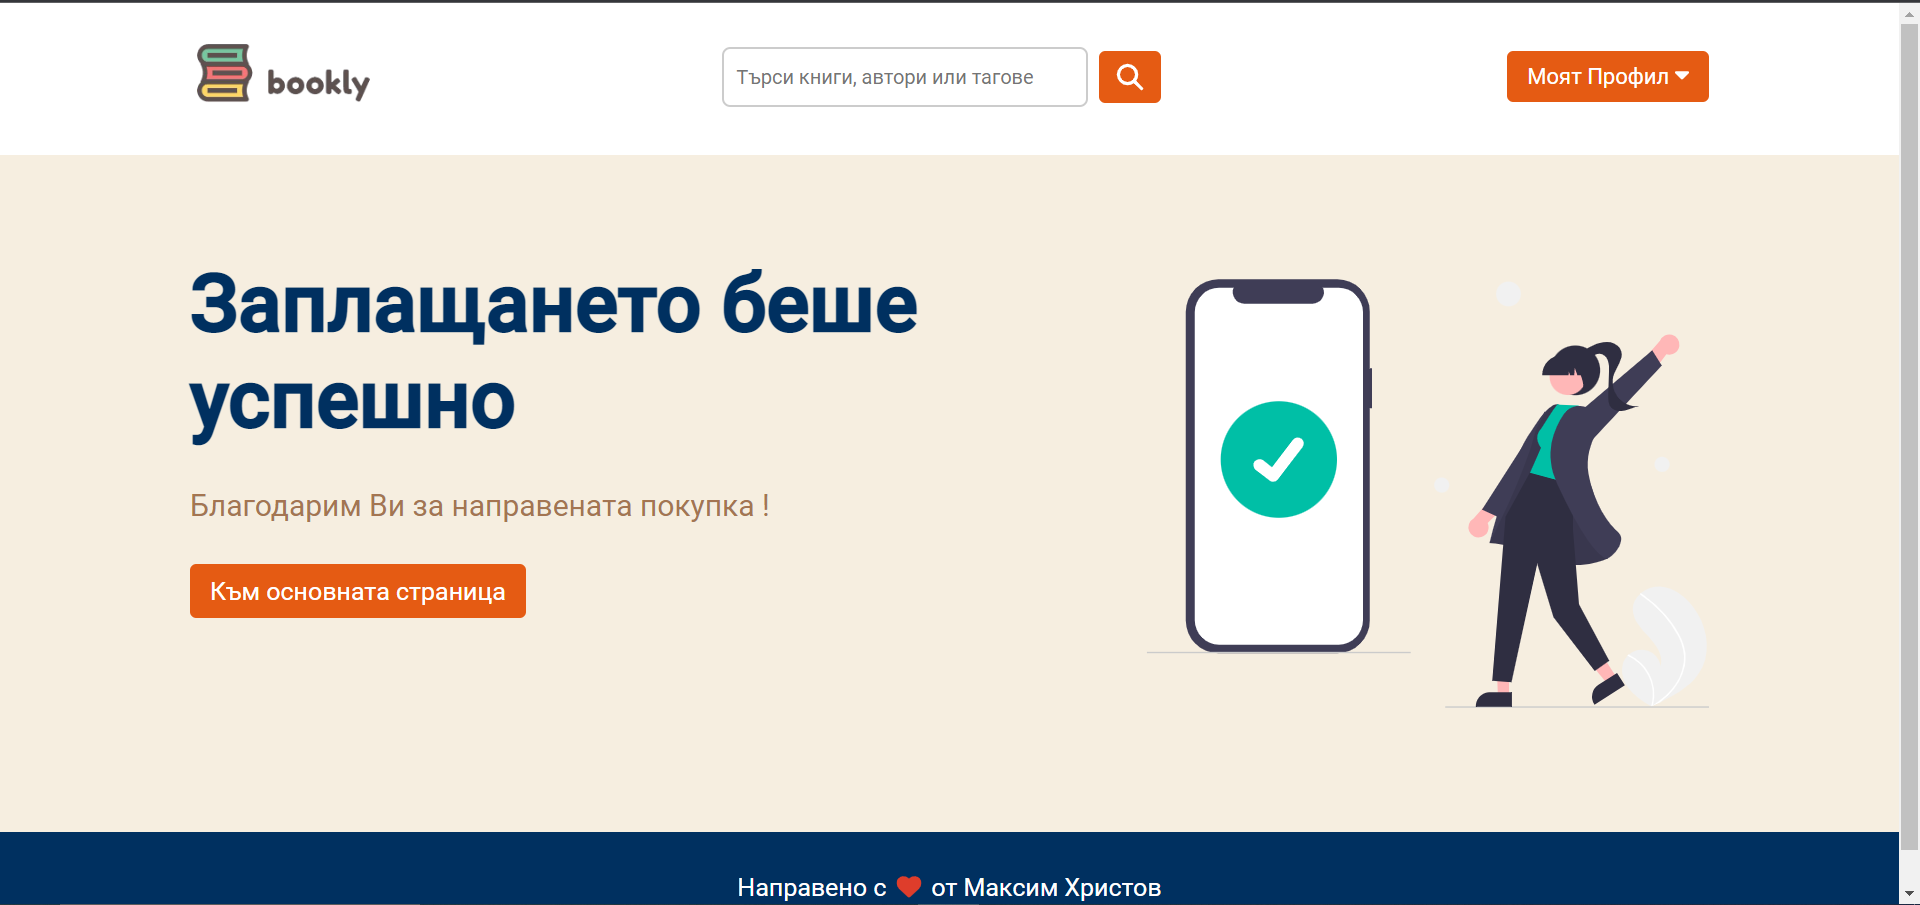 bookly
Търси книги, автори или тагове
Моят Профил
Заплащането беше
успешно
Благодарим Ви за направената покупка !
Към основната страница
Направено с ❤ от Максим Христов